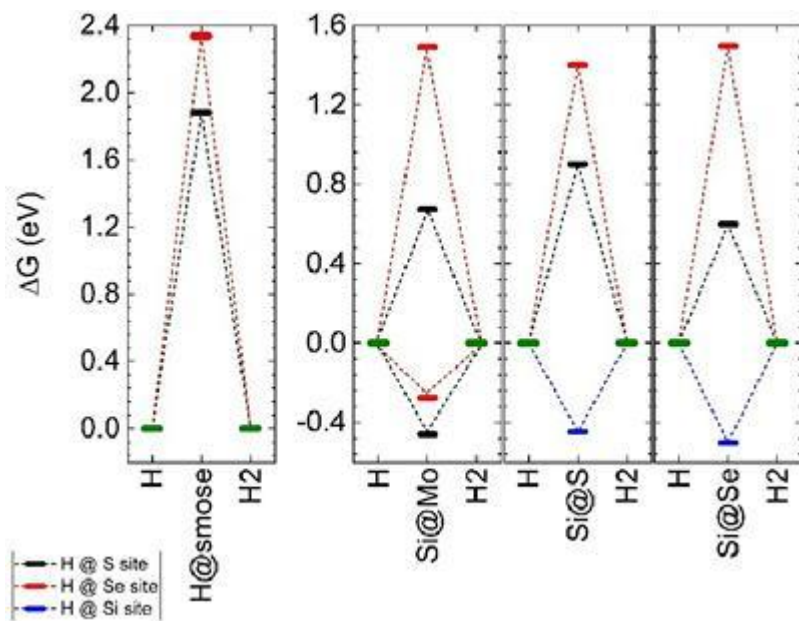 ΔG (eV)
2.4
2.0
1.6
1.2
0.8
0.4
0.0
H
H@smose
H2
1.6
1.2
0.8
0.4
0.0
-0.4
H
Si@Mo
H2
H
Si@S
H2
H
Si@Se
H2
H @ S site
H @ Se site
H @ Si site